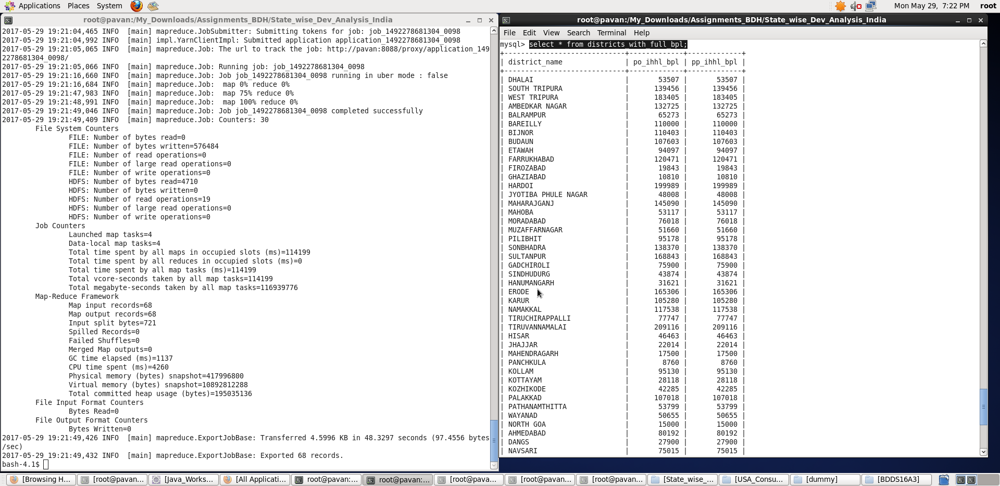 Applications Places System Mon May 29, 7:22 PM root
root@pavan:/My_Downloads/Assignments_BDH/State_wise_Dev_Analysis_India
2017-05-29 19:21:04,465 INFO  [main] mapreduce.JobSubmitter: Submitting tokens for job: job_1492278681304_0098
2017-05-29 19:21:04,992 INFO  [main] impl.YarnClientImpl: Submitted application application_1492278681304_0098
2017-05-29 19:21:05,065 INFO  [main] mapreduce.Job: The url to track the job: http://pavan:8088/proxy/application_149
2278681304_0098/
2017-05-29 19:21:05,066 INFO  [main] mapreduce.Job: Running job: job_1492278681304_0098
2017-05-29 19:21:16,660 INFO  [main] mapreduce.Job: Job job_1492278681304_0098 running in uber mode : false
2017-05-29 19:21:16,684 INFO  [main] mapreduce.Job:  map 0% reduce 0%
2017-05-29 19:21:47,983 INFO  [main] mapreduce.Job:  map 75% reduce 0%
2017-05-29 19:21:48,991 INFO  [main] mapreduce.Job:  map 100% reduce 0%
2017-05-29 19:21:49,046 INFO  [main] mapreduce.Job: Job job_1492278681304_0098 completed successfully
2017-05-29 19:21:49,409 INFO  [main] mapreduce.Job: Counters: 30
File System Counters
FILE: Number of bytes read=0
FILE: Number of bytes written=576484
FILE: Number of read operations=0
FILE: Number of large read operations=0
FILE: Number of write operations=0
HDFS: Number of bytes read=4710
HDFS: Number of bytes written=0
HDFS: Number of read operations=19
HDFS: Number of large read operations=0
HDFS: Number of write operations=0
Job Counters
Launched map tasks=4
Data-local map tasks=4
Total time spent by all maps in occupied slots (ms)=114199
Total time spent by all reduces in occupied slots (ms)=0
Total time spent by all map tasks (ms)=114199
Total vcore-seconds taken by all map tasks=114199
Total megabyte-seconds taken by all map tasks=116939776
Map-Reduce Framework
Map input records=68
Map output records=68
Input split bytes=721
Spilled Records=0
Failed Shuffles=0
Merged Map outputs=0
GC time elapsed (ms)=1137
CPU time spent (ms)=4260
Physical memory (bytes) snapshot=417996800
Virtual memory (bytes) snapshot=10892812288
Total committed heap usage (bytes)=195035136
File Input Format Counters
Bytes Read=0
File Output Format Counters
Bytes Written=0
2017-05-29 19:21:49,426 INFO  [main] mapreduce.ExportJobBase: Transferred 4.5996 KB in 48.3297 seconds (97.4556 bytes
/sec)
2017-05-29 19:21:49,432 INFO  [main] mapreduce.ExportJobBase: Exported 68 records.
bash-4.1$
root@pavan:/My_Downloads/Assignments_BDH/State_wise_Dev_Analysis_India
File Edit View Search Terminal Help
mysql> select * from districts_with_full_bpl;
+----------------------------+-------------+-------------+
| district_name | po_ihhl_bpl | pp_ihhl_bpl |
+----------------------------+-------------+-------------+
| DHALAI | 53507 | 53507 |
| SOUTH TRIPURA | 139456 | 139456 |
| WEST TRIPURA | 183405 | 183405 |
| AMBEDKAR NAGAR | 132725 | 132725 |
| BALRAMPUR | 65273 | 65273 |
| BAREILLY | 110000 | 110000 |
| BIJNOR | 110403 | 110403 |
| BUDAUN | 107603 | 107603 |
| ETAWAH | 94097 | 94097 |
| FARRUKHABAD | 120471 | 120471 |
| FIROZABAD | 19843 | 19843 |
| GHAZIABAD | 10810 | 10810 |
| HARDOI | 199989 | 199989 |
| JYOTIBA PHULE NAGAR | 48008 | 48008 |
| MAHARAJGANJ | 145090 | 145090 |
| MAHOBA | 53117 | 53117 |
| MORADABAD | 76018 | 76018 |
| MUZAFFARNAGAR | 51660 | 51660 |
| PILIBHIT | 95178 | 95178 |
| SONBHADRA | 138370 | 138370 |
| SULTANPUR | 168843 | 168843 |
| GADCHIROLI | 75900 | 75900 |
| SINDHUDURG | 43874 | 43874 |
| HANUMANGARH | 31621 | 31621 |
| ERODE | 165306 | 165306 |
| KARUR | 105280 | 105280 |
| NAMAKKAL | 117538 | 117538 |
| TIRUCHIRAPPALLI | 77747 | 77747 |
| TIRUVANNAMALAI | 209116 | 209116 |
| HISAR | 46463 | 46463 |
| JHAJJAR | 22014 | 22014 |
| MAHENDRAGARH | 17500 | 17500 |
| PANCHKULA | 8760 | 8760 |
| KOLLAM | 95130 | 95130 |
| KOTTAYAM | 28118 | 28118 |
| KOZHIKODE | 42285 | 42285 |
| PALAKKAD | 107018 | 107018 |
| PATHANAMTHITTA | 53799 | 53799 |
| WAYANAD | 50655 | 50655 |
| NORTH GOA | 15000 | 15000 |
| AHMEDABAD | 80192 | 80192 |
| DANGS | 27900 | 27900 |
| NAVSARI | 75015 | 75015 |
[Browsing H... [root@pavan:... [Java_Works... [All Applicati... root@pavan:... root@pavan:... [root@pava... [root@pavan... [root@pavan... [State_wise_... [USA_Consu... [dummy] [BDDS16A3]